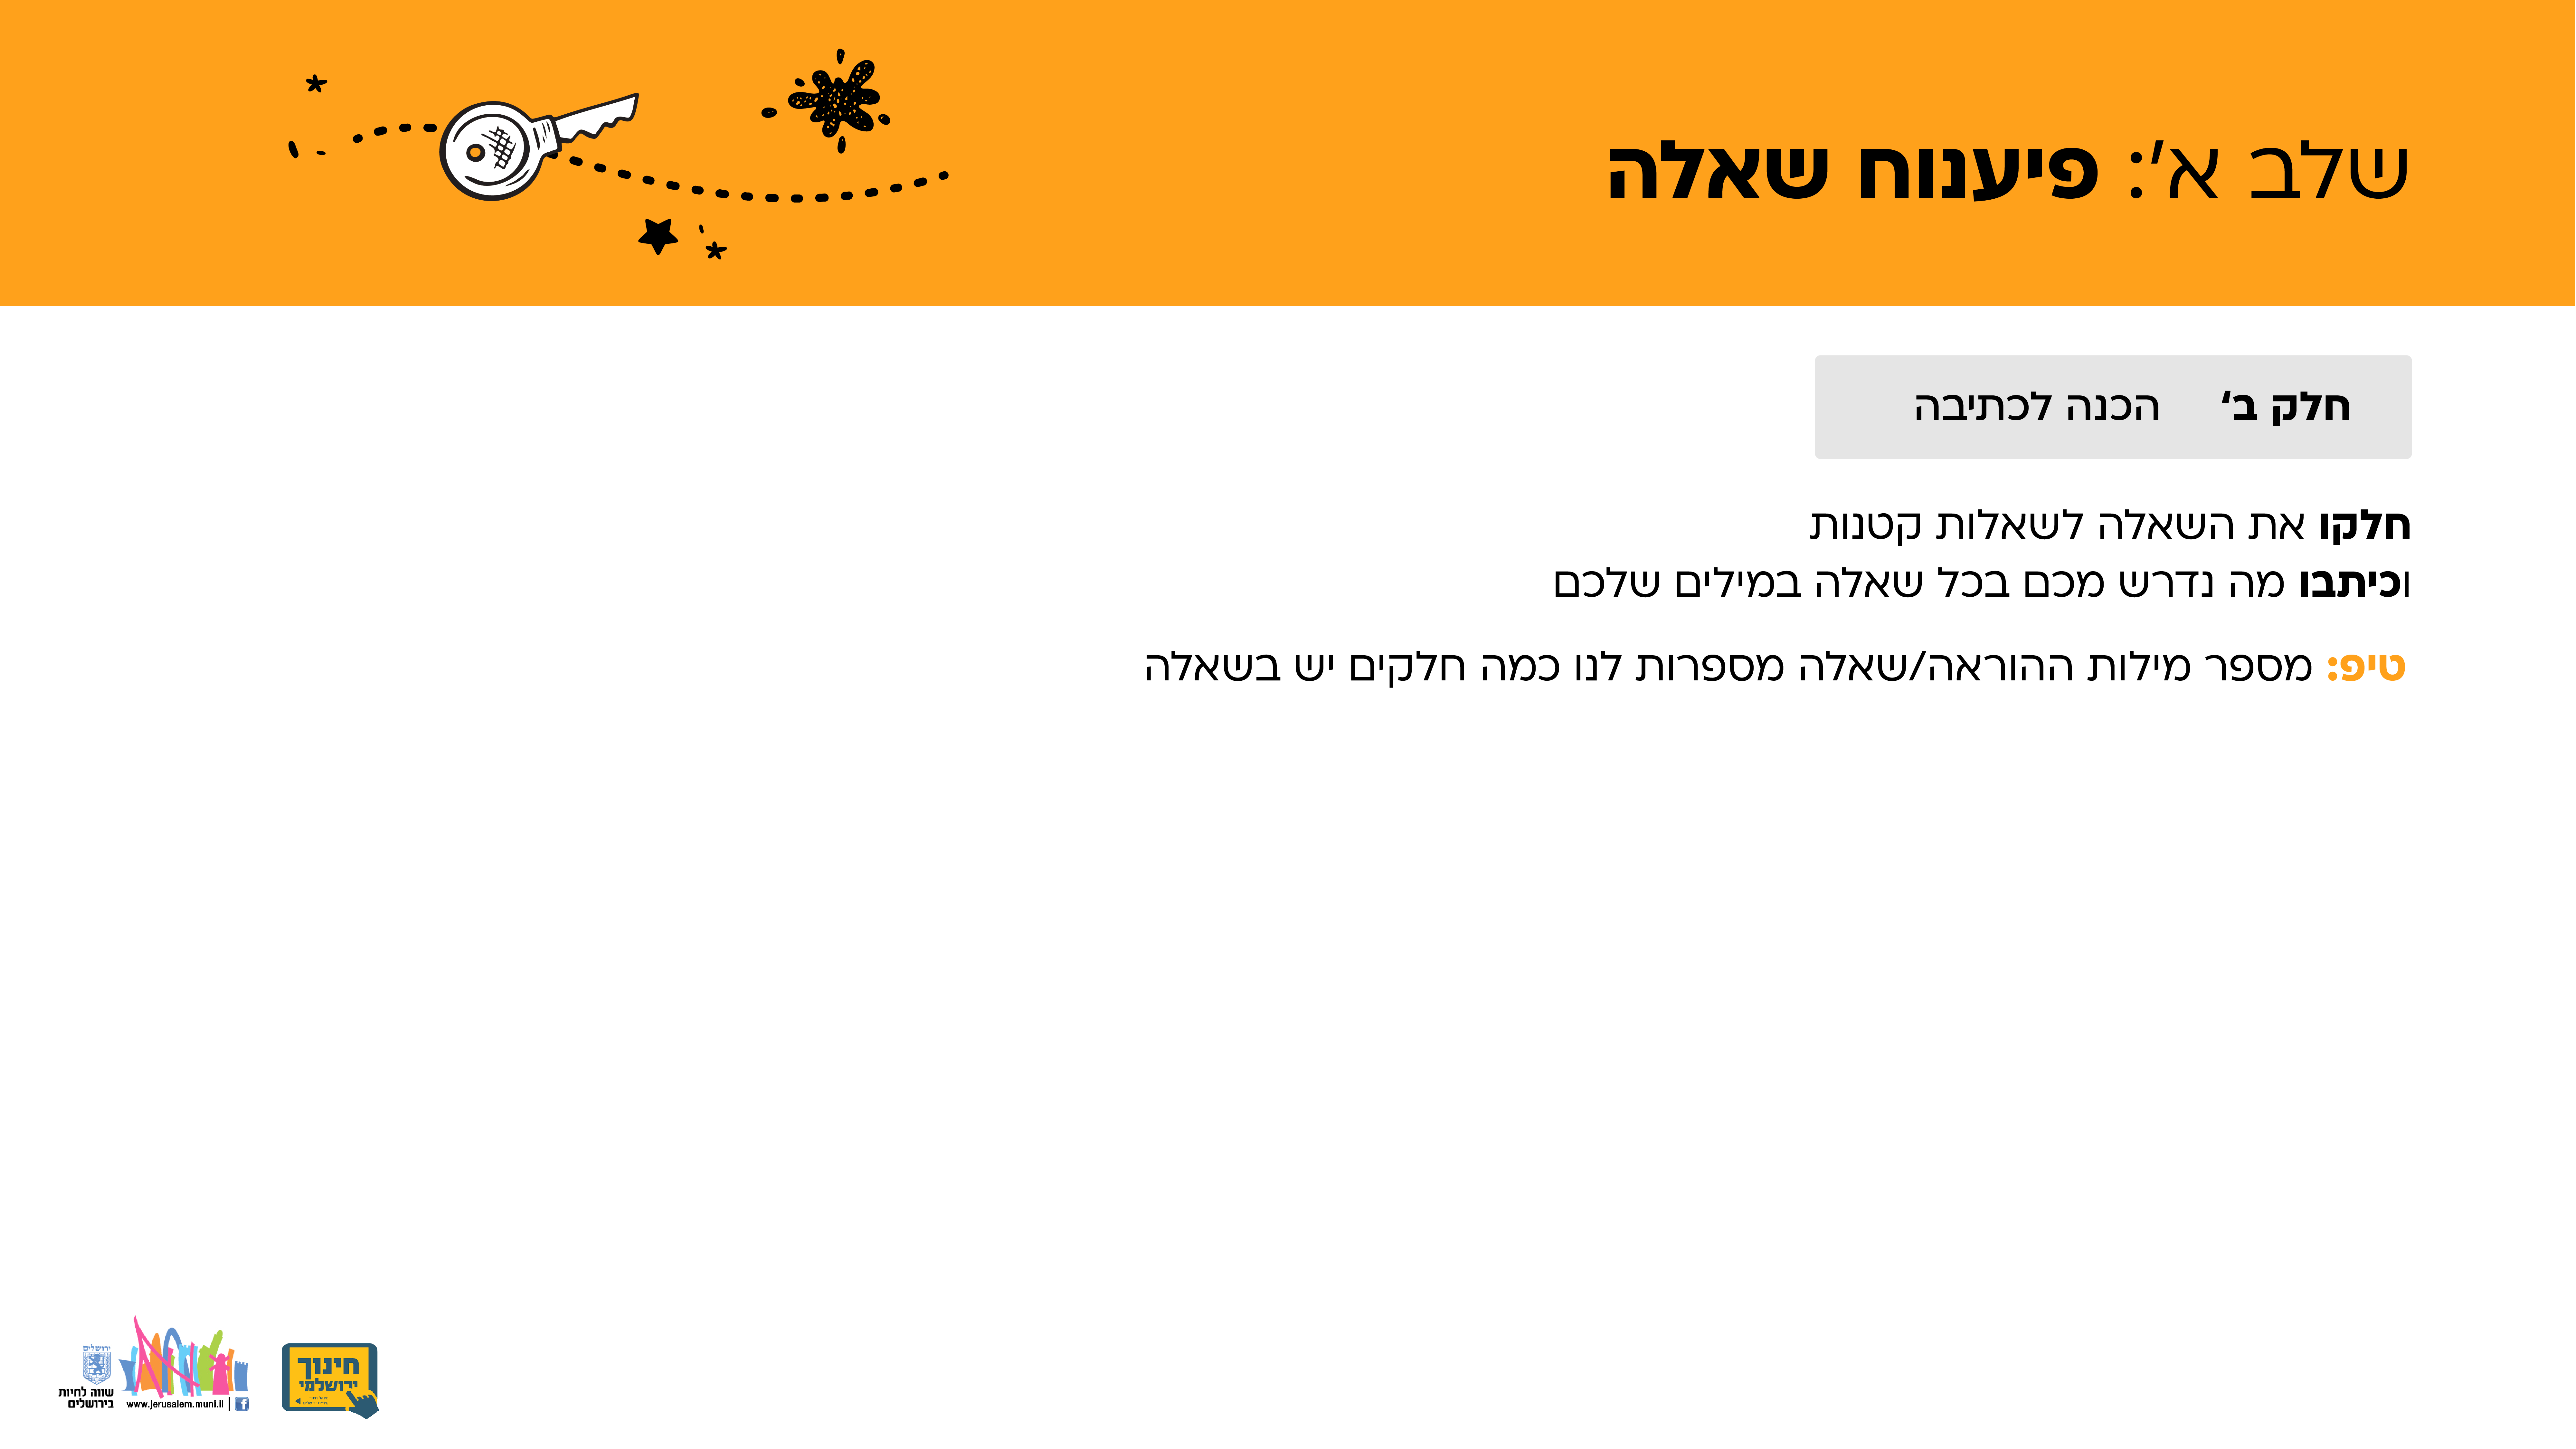 שלב א׳: פיענוח שאלה
חלק ב׳ הכנה לכתיבה
חלקו את השאלה לשאלות קטנות
וכיתבו מה נדרש מכם בכל שאלה במילים שלכם
טיפ: מספר מילות ההוראה/שאלה מספרות לנו כמה חלקים יש בשאלה
ירושלים
שווה לחיות
בירושלים
www.jerusalem.muni.il | f
חינוך
ירושלמי